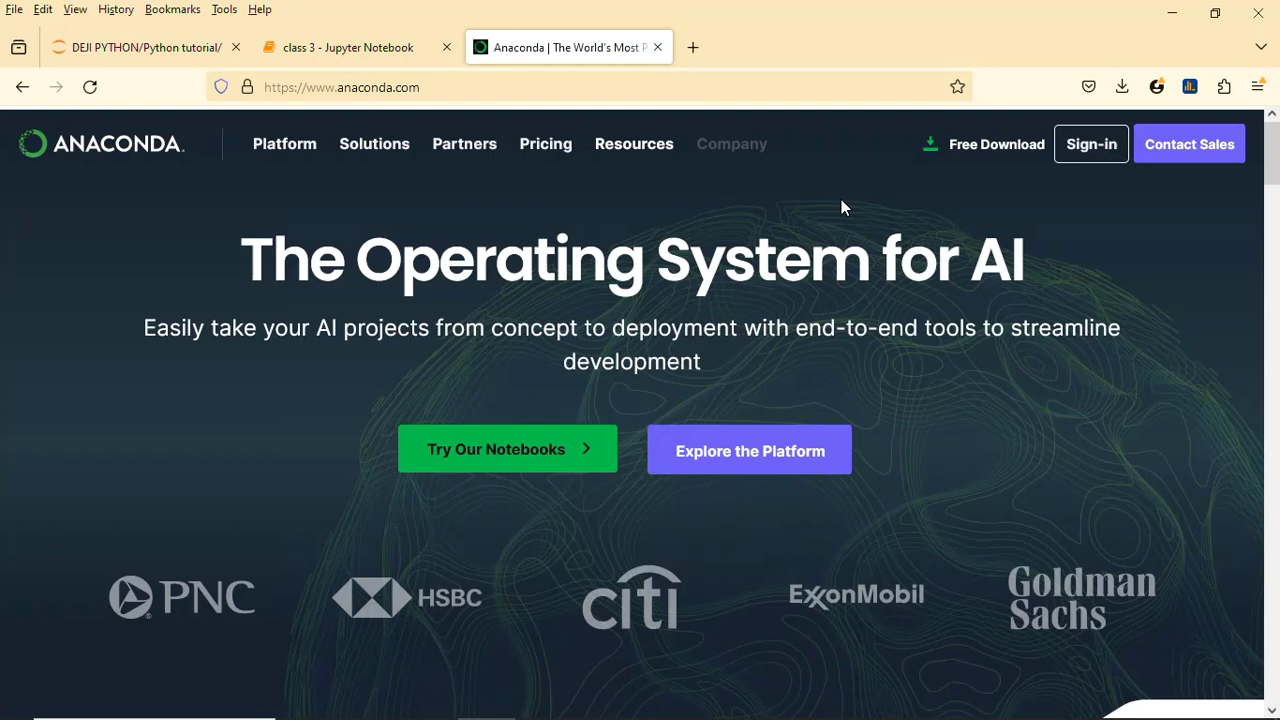 File Edit View History Bookmarks Tools Help
DEJI PYTHON/Python tutorial/
class 3 - Jupyter Notebook
Anaconda | The World's Most P
https://www.anaconda.com
ANACONDA.
Platform Solutions Partners Pricing Resources Company
Free Download
Sign-in
Contact Sales
The Operating System for AI
Easily take your AI projects from concept to deployment with end-to-end tools to streamline
development
Try Our Notebooks
Explore the Platform
PNC
HSBC
citi
ExxonMobil
Goldman
Sachs